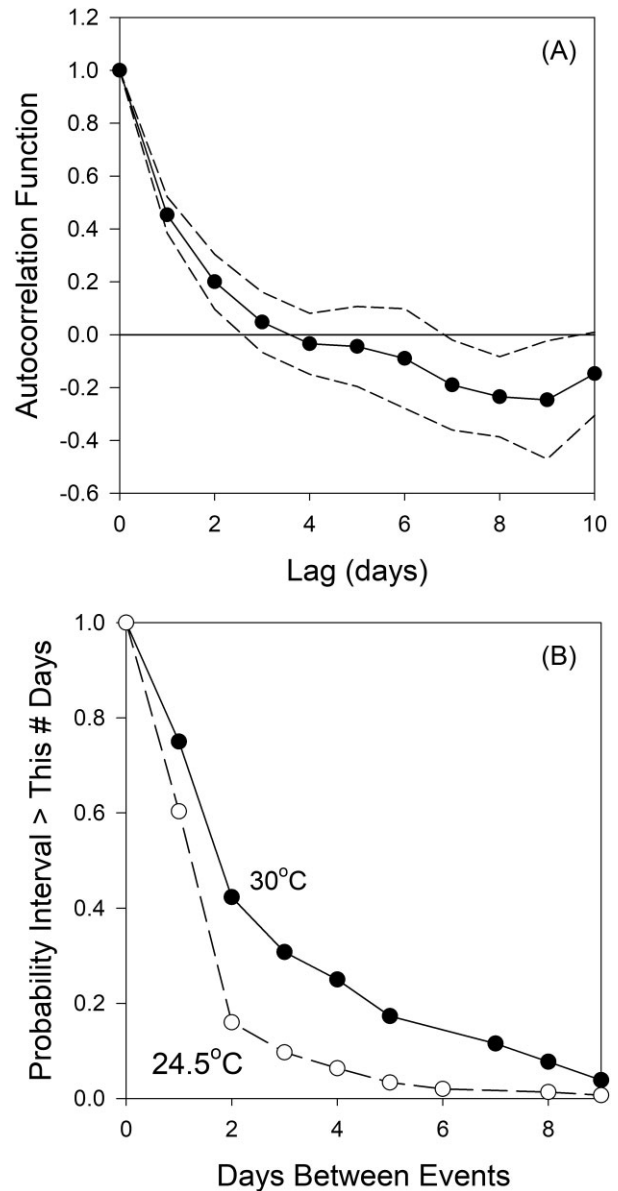 (A)
Autocorrelation Function
1.2
1.0
0.8
0.6
0.4
0.2
0.0
-0.2
-0.4
-0.6
0 2 4 6 8 10
Lag (days)
(B)
Probability Interval > This # Days
1.0
0.8
0.6
0.4
0.2
0.0
30°C
24.5°C
0 2 4 6 8
Days Between Events